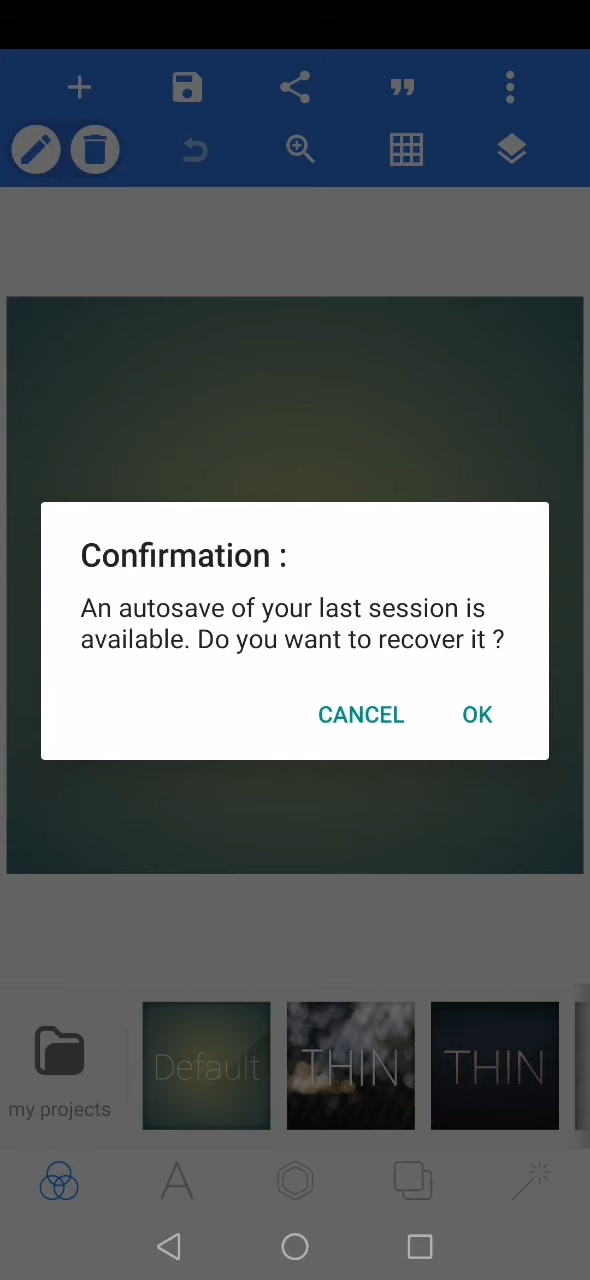 Confirmation :
An autosave of your last session is
available. Do you want to recover it ?
CANCEL OK
my projects
Default
THIN
THIN